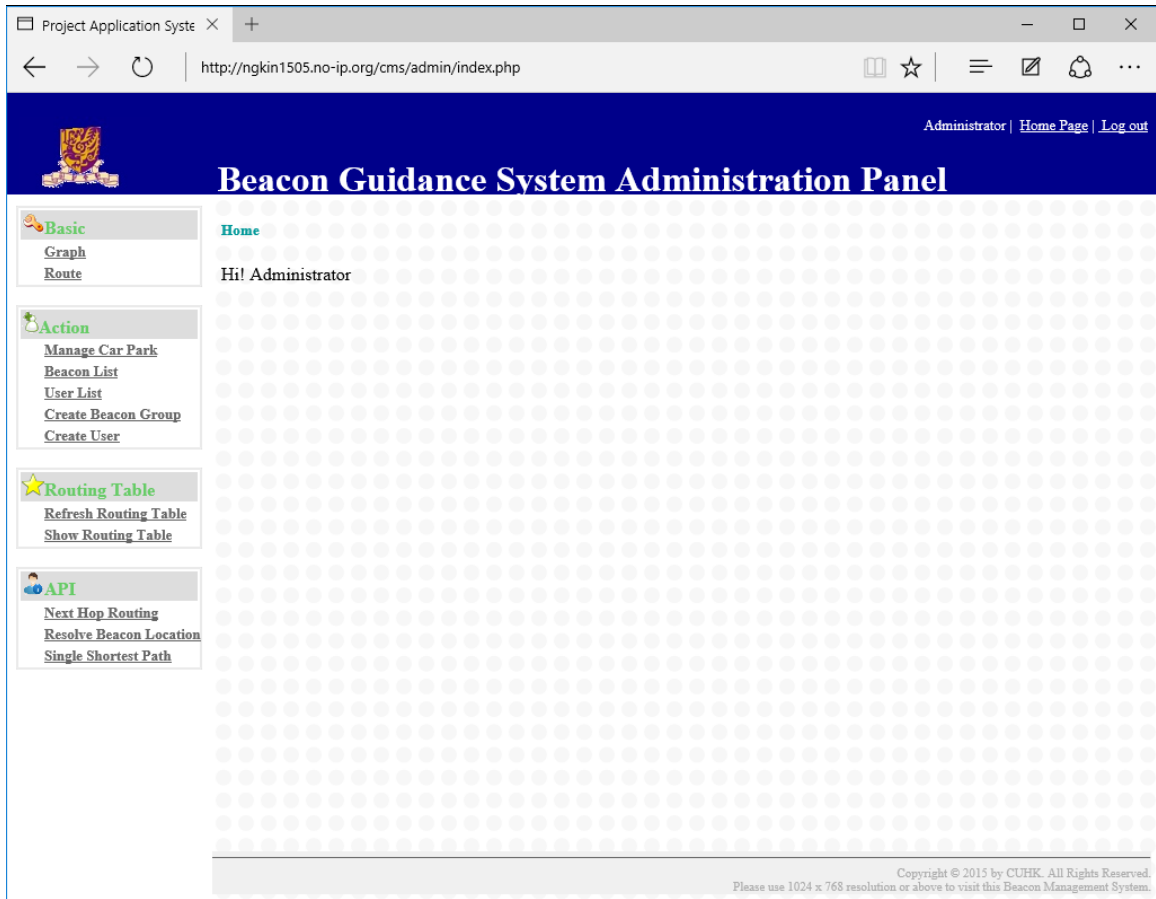 Project Application Syste
http://ngkin1505.no-ip.org/cms/admin/index.php
Administrator | Home Page | Log out
Beacon Guidance System Administration Panel
Basic
Graph
Route
Action
Manage Car Park
Beacon List
User List
Create Beacon Group
Create User
Routing Table
Refresh Routing Table
Show Routing Table
API
Next Hop Routing
Resolve Beacon Location
Single Shortest Path
Home
Hi! Administrator
Copyright © 2015 by CUHK. All Rights Reserved.
Please use 1024 x 768 resolution or above to visit this Beacon Management System.